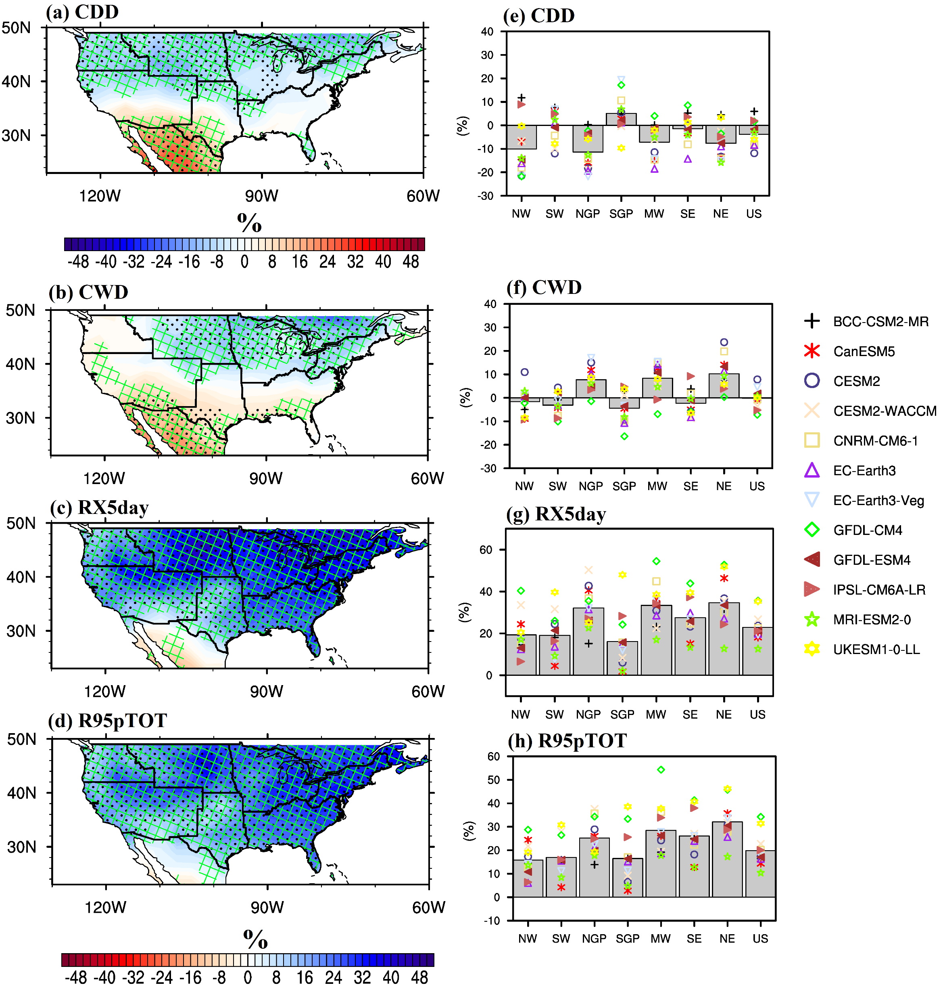 (a) CDD
50N
40N
30N
120W 90W 60W
%
-48 -40 -32 -24 -16 -8 0 8 16 24 32 40 48
(b) CWD
50N
40N
30N
120W 90W 60W
(c) RX5day
50N
40N
30N
120W 90W 60W
(d) R95pTOT
50N
40N
30N
120W 90W 60W
%
-48 -40 -32 -24 -16 -8 0 8 16 24 32 40 48
(e) CDD
40
30
20
10
0
-10
-20
-30
(%)
NW SW NGP SGP MW SE NE US
(f) CWD
40
30
20
10
0
-10
-20
-30
(%)
NW SW NGP SGP MW SE NE US
(g) RX5day
60
40
20
0
(%)
NW SW NGP SGP MW SE NE US
(h) R95pTOT
60
50
40
30
20
10
0
-10
(%)
NW SW NGP SGP MW SE NE US
BCC-CSM2-MR
CanESM5
CESM2
CESM2-WACCM
CNRM-CM6-1
EC-Earth3
EC-Earth3-Veg
GFDL-CM4
GFDL-ESM4
IPSL-CM6A-LR
MRI-ESM2-0
UKESM1-0-LL